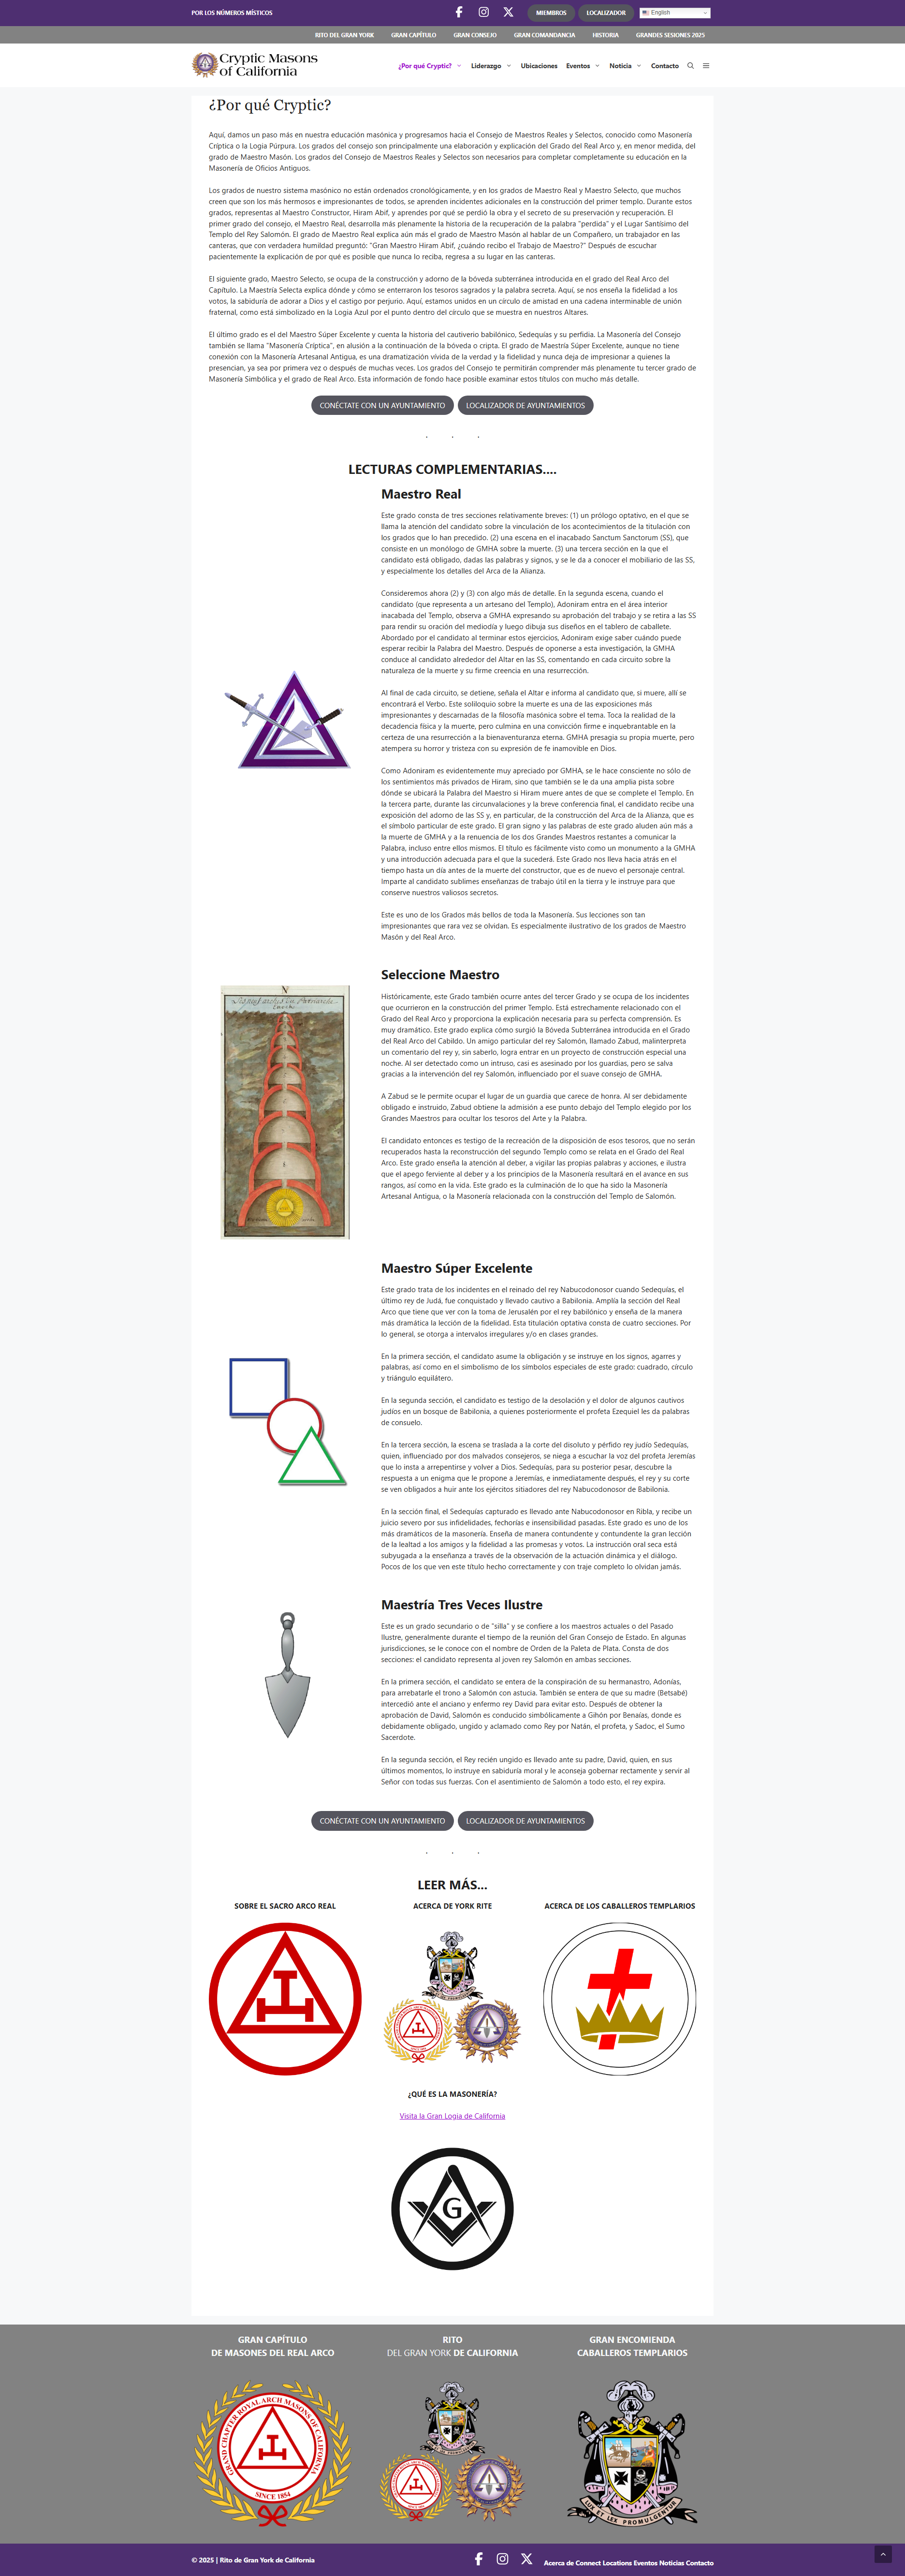 POR LOS NÚMEROS MÍSTICOS
MIEMBROS
LOCALIZADOR
English
RITO DEL GRAN YORK
GRAN CAPÍTULO
GRAN CONSEJO
GRAN COMANDANCIA
HISTORIA
GRANDES SESIONES 2025
Cryptic Masons
of California
¿Por qué Cryptic?
Liderazgo
Ubicaciones
Eventos
Noticia
Contacto
¿Por qué Cryptic?
Aquí, damos un paso más en nuestra educación masónica y progresamos hacia el Consejo de Maestros Reales y Selectos, conocido como Masonería
Críptica o la Logia Púrpura. Los grados del consejo son principalmente una elaboración y explicación del Grado del Real Arco y, en menor medida, del
grado de Maestro Masón. Los grados del Consejo de Maestros Reales y Selectos son necesarios para completar completamente su educación en la
Masonería de Oficios Antiguos.
Los grados de nuestro sistema masónico no están ordenados cronológicamente, y en los grados de Maestro Real y Maestro Selecto, que muchos
creen que son los más hermosos e impresionantes de todos, se aprenden incidentes adicionales en la construcción del primer templo. Durante estos
grados, representas al Maestro Constructor, Hiram Abif, y aprendes por qué se perdió la obra y el secreto de su preservación y recuperación. El
primer grado del consejo, el Maestro Real, desarrolla más plenamente la historia de la recuperación de la palabra "perdida" y el Lugar Santísimo del
Templo del Rey Salomón. El grado de Maestro Real explica aún más el grado de Maestro Masón al hablar de un Compañero, un trabajador en las
canteras, que con verdadera humildad preguntó: "Gran Maestro Hiram Abif, ¿cuándo recibo el Trabajo de Maestro?" Después de escuchar
pacientemente la explicación de por qué es posible que nunca lo reciba, regresa a su lugar en las canteras.
El siguiente grado, Maestro Selecto, se ocupa de la construcción y adorno de la bóveda subterránea introducida en el grado del Real Arco del
Capítulo. La Maestría Selecta explica dónde y cómo se enterraron los tesoros sagrados y la palabra secreta. Aquí, se nos enseña la fidelidad a los
votos, la sabiduría de adorar a Dios y el castigo por perjurio. Aquí, estamos unidos en un círculo de amistad en una cadena interminable de unión
fraternal, como está simbolizado en la Logia Azul por el punto dentro del círculo que se muestra en nuestros Altares.
El último grado es el del Maestro Súper Excelente y cuenta la historia del cautiverio babilónico, Sedequías y su perfidia. La Masonería del Consejo
también se llama "Masonería Críptica", en alusión a la continuación de la bóveda o cripta. El grado de Maestría Súper Excelente, aunque no tiene
conexión con la Masonería Artesanal Antigua, es una dramatización vívida de la verdad y la fidelidad y nunca deja de impresionar a quienes la
presencian, ya sea por primera vez o después de muchas veces. Los grados del Consejo te permitirán comprender más plenamente tu tercer grado de
Masonería Simbólica y el grado de Real Arco. Esta información de fondo hace posible examinar estos títulos con mucho más detalle.
CONÉCTATE CON UN AYUNTAMIENTO
LOCALIZADOR DE AYUNTAMIENTOS
. . .
LECTURAS COMPLEMENTARIAS....
Maestro Real
Este grado consta de tres secciones relativamente breves: (1) un prólogo optativo, en el que se
llama la atención del candidato sobre la vinculación de los acontecimientos de la titulación con
los grados que lo han precedido. (2) una escena en el inacabado Sanctum Sanctorum (SS), que
consiste en un monólogo de GMHA sobre la muerte. (3) una tercera sección en la que el
candidato está obligado, dadas las palabras y signos, y se le da a conocer el mobiliario de las SS,
y especialmente los detalles del Arca de la Alianza.
Consideremos ahora (2) y (3) con algo más de detalle. En la segunda escena, cuando el
candidato (que representa a un artesano del Templo), Adoniram entra en el área interior
inacabada del Templo, observa a GMHA expresando su aprobación del trabajo y se retira a las SS
para rendir su oración del mediodía y luego dibuja sus diseños en el tablero de caballete.
Abordado por el candidato al terminar estos ejercicios, Adoniram exige saber cuándo puede
esperar recibir la Palabra del Maestro. Después de oponerse a esta investigación, la GMHA
conduce al candidato alrededor del Altar en las SS, comentando en cada circuito sobre la
naturaleza de la muerte y su firme creencia en una resurrección.
Al final de cada circuito, se detiene, señala el Altar e informa al candidato que, si muere, allí se
encontrará el Verbo. Este soliloquio sobre la muerte es una de las exposiciones más
impresionantes y descarnadas de la filosofía masónica sobre el tema. Toca la realidad de la
decadencia física y la muerte, pero culmina en una convicción firme e inquebrantable en la
certeza de una resurrección a la bienaventuranza eterna. GMHA presagia su propia muerte, pero
atempera su horror y tristeza con su expresión de fe inamovible en Dios.
Como Adoniram es evidentemente muy apreciado por GMHA, se le hace consciente no sólo de
los sentimientos más privados de Hiram, sino que también se le da una amplia pista sobre
dónde se ubicará la Palabra del Maestro si Hiram muere antes de que se complete el Templo. En
la tercera parte, durante las circunvalaciones y la breve conferencia final, el candidato recibe una
exposición del adorno de las SS y, en particular, de la construcción del Arca de la Alianza, que es
el símbolo particular de este grado. El gran signo y las palabras de este grado aluden aún más a
la muerte de GMHA y a la renuencia de los dos Grandes Maestros restantes a comunicar la
Palabra, incluso entre ellos mismos. El título es fácilmente visto como un monumento a la GMHA
y una introducción adecuada para el que la sucederá. Este Grado nos lleva hacia atrás en el
tiempo hasta un día antes de la muerte del constructor, que es de nuevo el personaje central.
Imparte al candidato sublimes enseñanzas de trabajo útil en la tierra y le instruye para que
conserve nuestros valiosos secretos.
Este es uno de los Grados más bellos de toda la Masonería. Sus lecciones son tan
impresionantes que rara vez se olvidan. Es especialmente ilustrativo de los grados de Maestro
Masón y del Real Arco.
Seleccione Maestro
Históricamente, este Grado también ocurre antes del tercer Grado y se ocupa de los incidentes
que ocurrieron en la construcción del primer Templo. Está estrechamente relacionado con el
Grado del Real Arco y proporciona la explicación necesaria para su perfecta comprensión. Es
muy dramático. Este grado explica cómo surgió la Bóveda Subterránea introducida en el Grado
del Real Arco del Cabildo. Un amigo particular del rey Salomón, llamado Zabud, malinterpreta
un comentario del rey y, sin saberlo, logra entrar en un proyecto de construcción especial una
noche. Al ser detectado como un intruso, casi es asesinado por los guardias, pero se salva
gracias a la intervención del rey Salomón, influenciado por el suave consejo de GMHA.
A Zabud se le permite ocupar el lugar de un guardia que carece de honra. Al ser debidamente
obligado e instruido, Zabud obtiene la admisión a ese punto debajo del Templo elegido por los
Grandes Maestros para ocultar los tesoros del Arte y la Palabra.
El candidato entonces es testigo de la recreación de la disposición de esos tesoros, que no serán
recuperados hasta la reconstrucción del segundo Templo como se relata en el Grado del Real
Arco. Este grado enseña la atención al deber, a vigilar las propias palabras y acciones, e ilustra
que el apego ferviente al deber y a los principios de la Masonería resultará en el avance en sus
rangos, así como en la vida. Este grado es la culminación de lo que ha sido la Masonería
Artesanal Antigua, o la Masonería relacionada con la construcción del Templo de Salomón.
Maestro Súper Excelente
Este grado trata de los incidentes en el reinado del rey Nabucodonosor cuando Sedequías, el
último rey de Judá, fue conquistado y llevado cautivo a Babilonia. Amplía la sección del Real
Arco que tiene que ver con la toma de Jerusalén por el rey babilónico y enseña de la manera
más dramática la lección de la fidelidad. Esta titulación optativa consta de cuatro secciones. Por
lo general, se otorga a intervalos irregulares y/o en clases grandes.
En la primera sección, el candidato asume la obligación y se instruye en los signos, agarres y
palabras, así como en el simbolismo de los símbolos especiales de este grado: cuadrado, círculo
y triángulo equilátero.
En la segunda sección, el candidato es testigo de la desolación y el dolor de algunos cautivos
judíos en un bosque de Babilonia, a quienes posteriormente el profeta Ezequiel les da palabras
de consuelo.
En la tercera sección, la escena se traslada a la corte del disoluto y pérfido rey judío Sedequías,
quien, influenciado por dos malvados consejeros, se niega a escuchar la voz del profeta Jeremías
que lo insta a arrepentirse y volver a Dios. Sedequías, para su posterior pesar, descubre la
respuesta a un enigma que le propone a Jeremías, e inmediatamente después, el rey y su corte
se ven obligados a huir ante los ejércitos sitiadores del rey Nabucodonosor de Babilonia.
En la sección final, el Sedequías capturado es llevado ante Nabucodonosor en Ribla, y recibe un
juicio severo por sus infidelidades, fechorías e insensibilidad pasadas. Este grado es uno de los
más dramáticos de la masonería. Enseña de manera contundente y contundente la gran lección
de la lealtad a los amigos y la fidelidad a las promesas y votos. La instrucción oral seca está
subyugada a la enseñanza a través de la observación de la actuación dinámica y el diálogo.
Pocos de los que ven este título hecho correctamente y con traje completo lo olvidan jamás.
Maestría Tres Veces Ilustre
Este es un grado secundario o de "silla" y se confiere a los maestros actuales o del Pasado
Ilustre, generalmente durante el tiempo de la reunión del Gran Consejo de Estado. En algunas
jurisdicciones, se le conoce con el nombre de Orden de la Paleta de Plata. Consta de dos
secciones: el candidato representa al joven rey Salomón en ambas secciones.
En la primera sección, el candidato se entera de la conspiración de su hermanastro, Adonías,
para arrebatarle el trono a Salomón con astucia. También se entera de que su madre (Betsabé)
intercedió ante el anciano y enfermo rey David para evitar esto. Después de obtener la
aprobación de David, Salomón es conducido simbólicamente a Gihón por Benaías, donde es
debidamente obligado, ungido y aclamado como Rey por Natán, el profeta, y Sadoc, el Sumo
Sacerdote.
En la segunda sección, el Rey recién ungido es llevado ante su padre, David, quien, en sus
últimos momentos, lo instruye en sabiduría moral y le aconseja gobernar rectamente y servir al
Señor con todas sus fuerzas. Con el asentimiento de Salomón a todo esto, el rey expira.
CONÉCTATE CON UN AYUNTAMIENTO
LOCALIZADOR DE AYUNTAMIENTOS
. . .
LEER MÁS...
SOBRE EL SACRO ARCO REAL
ACERCA DE YORK RITE
ACERCA DE LOS CABALLEROS TEMPLARIOS
¿QUÉ ES LA MASONERÍA?
Visita la Gran Logia de California
G
GRAN CAPÍTULO
DE MASONES DEL REAL ARCO
RITO
DEL GRAN YORK DE CALIFORNIA
GRAN ENCOMIENDA
CABALLEROS TEMPLARIOS
GRAND CHAPTER ROYAL ARCH MASONS OF CALIFORNIA
SINCE 1854
LUX ET LEX PROMULGENTUR
© 2025 | Rito de Gran York de California
Acerca de Connect Locations Eventos Noticias Contacto